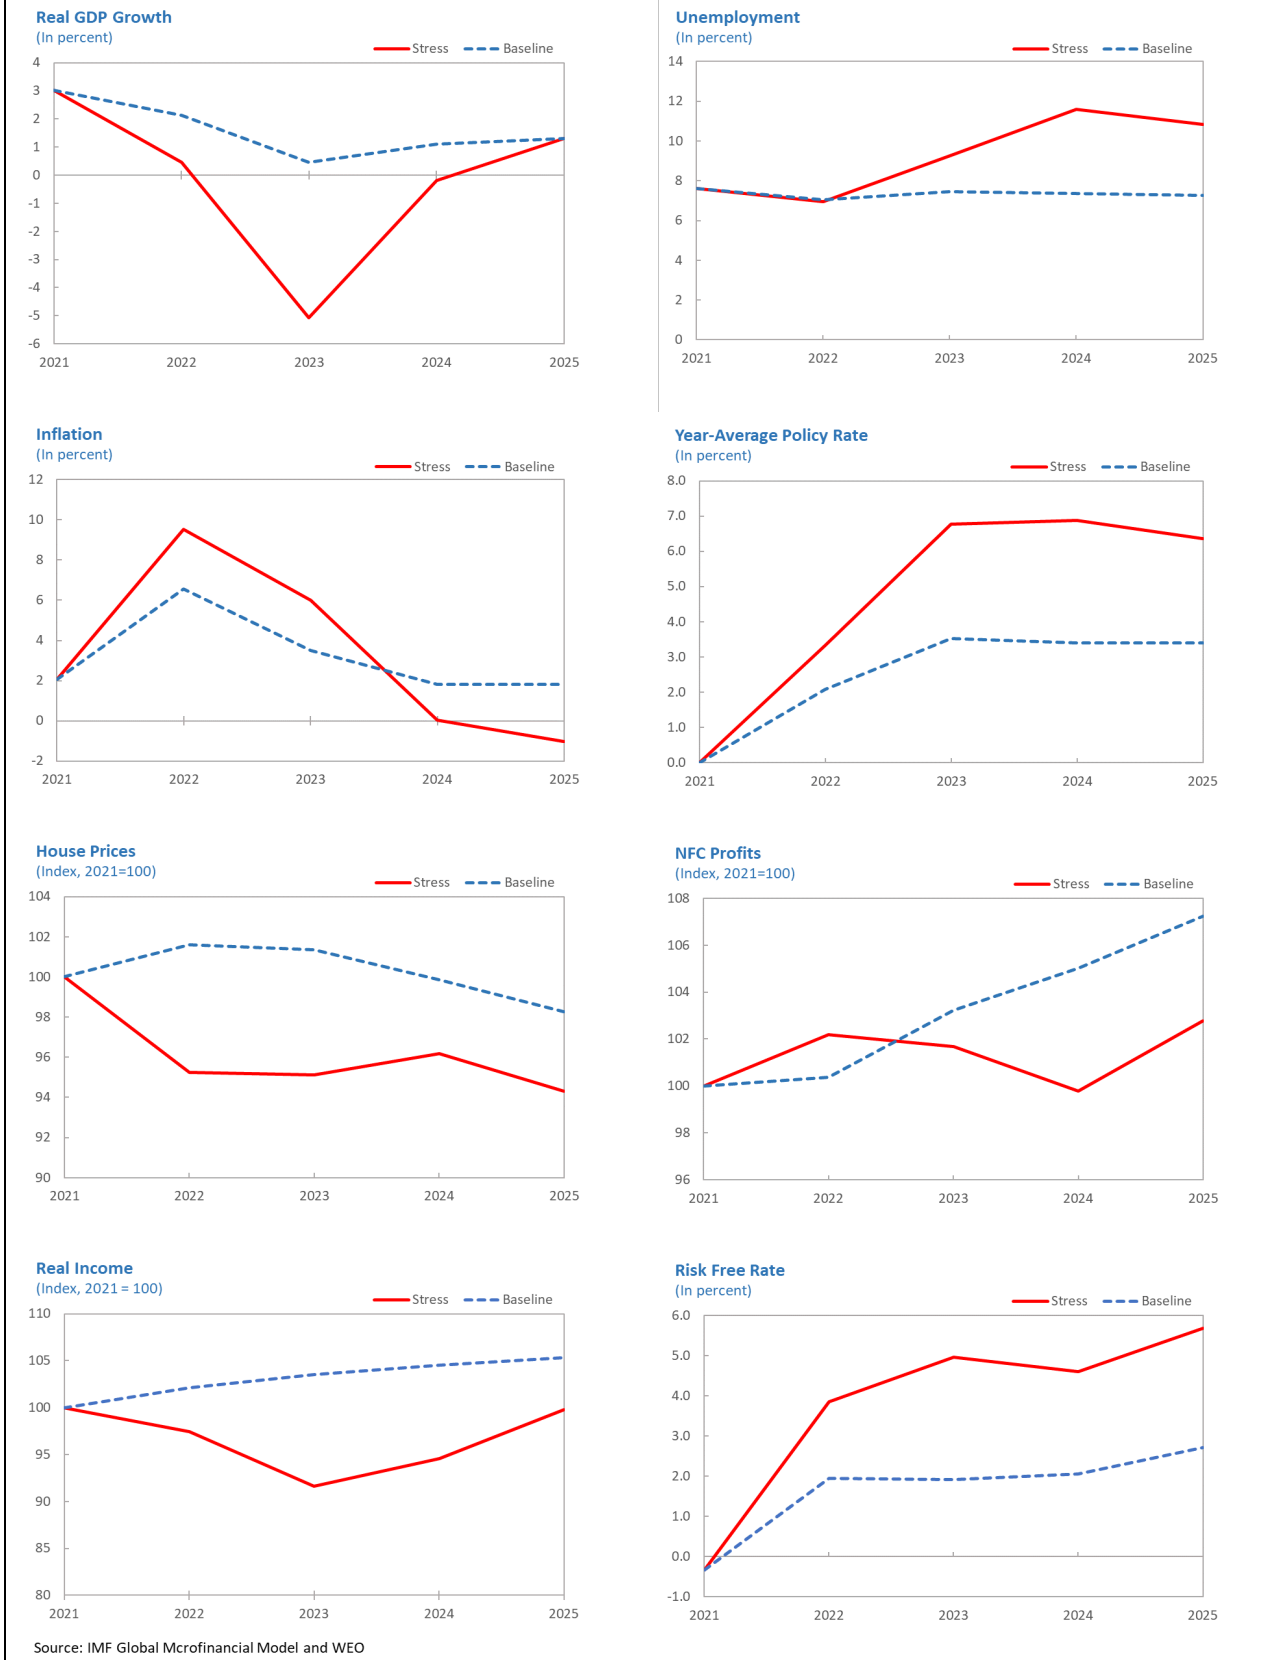 Real GDP Growth
(In percent)
Stress Baseline
4
3
2
1
0
-1
-2
-3
-4
-5
-6
2021 2022 2023 2024 2025
Unemployment
(In percent)
Stress Baseline
14
12
10
8
6
4
2
0
2021 2022 2023 2024 2025
Inflation
(In percent)
Stress Baseline
12
10
8
6
4
2
0
-2
2021 2022 2023 2024 2025
Year-Average Policy Rate
(In percent)
Stress Baseline
8.0
7.0
6.0
5.0
4.0
3.0
2.0
1.0
0.0
2021 2022 2023 2024 2025
House Prices
(Index, 2021=100)
Stress Baseline
104
102
100
98
96
94
92
90
2021 2022 2023 2024 2025
NFC Profits
(Index, 2021=100)
Stress Baseline
108
106
104
102
100
98
96
2021 2022 2023 2024 2025
Real Income
(Index, 2021 = 100)
Stress Baseline
110
105
100
95
90
85
80
2021 2022 2023 2024 2025
Risk Free Rate
(In percent)
Stress Baseline
6.0
5.0
4.0
3.0
2.0
1.0
0.0
-1.0
2021 2022 2023 2024 2025
Source: IMF Global Mcrofinancial Model and WEO